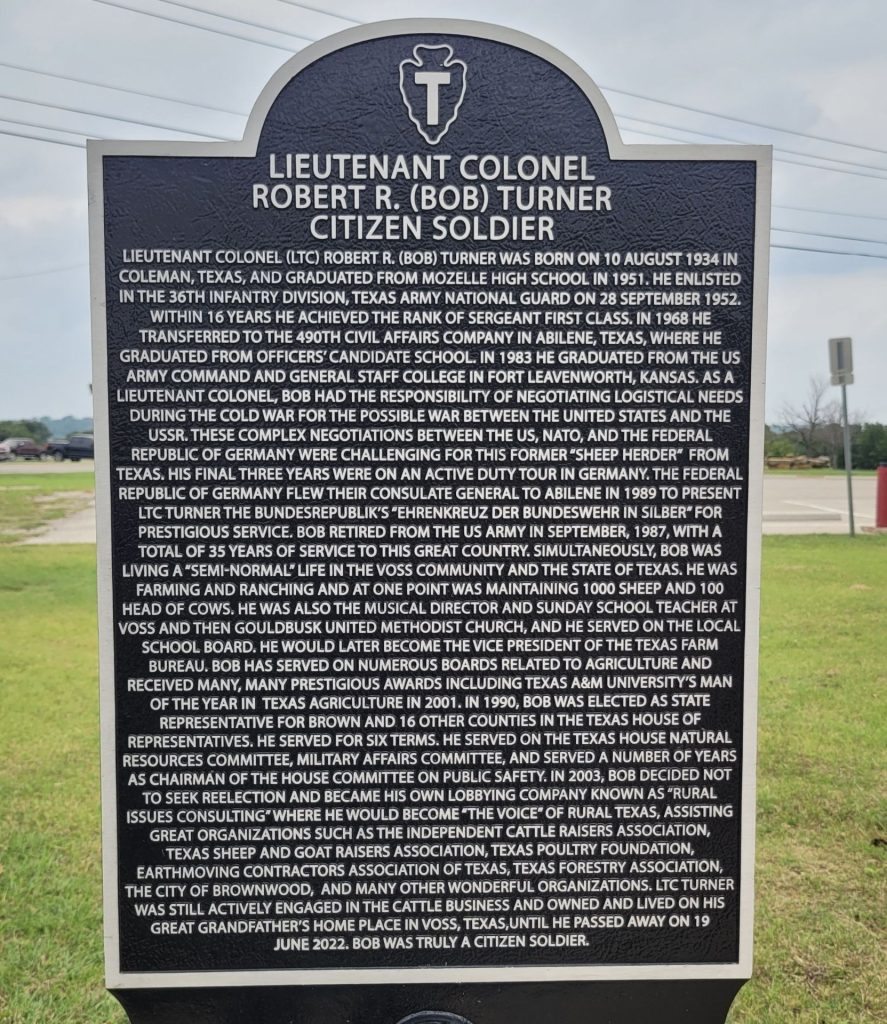 T
LIEUTENANT COLONEL
ROBERT R. (BOB) TURNER
CITIZEN SOLDIER
LIEUTENANT COLONEL (LTC) ROBERT R. (BOB) TURNER WAS BORN ON 10 AUGUST 1934 IN
COLEMAN, TEXAS, AND GRADUATED FROM MOZELLE HIGH SCHOOL IN 1951. HE ENLISTED
IN THE 36TH INFANTRY DIVISION, TEXAS ARMY NATIONAL GUARD ON 28 SEPTEMBER 1952.
WITHIN 16 YEARS HE ACHIEVED THE RANK OF SERGEANT FIRST CLASS. IN 1968 HE
TRANSFERRED TO THE 490TH CIVIL AFFAIRS COMPANY IN ABILENE, TEXAS, WHERE HE
GRADUATED FROM OFFICERS' CANDIDATE SCHOOL. IN 1983 HE GRADUATED FROM THE US
ARMY COMMAND AND GENERAL STAFF COLLEGE IN FORT LEAVENWORTH, KANSAS. AS A
LIEUTENANT COLONEL, BOB HAD THE RESPONSIBILITY OF NEGOTIATING LOGISTICAL NEEDS
DURING THE COLD WAR FOR THE POSSIBLE WAR BETWEEN THE UNITED STATES AND THE
USSR. THESE COMPLEX NEGOTIATIONS BETWEEN THE US, NATO, AND THE FEDERAL
REPUBLIC OF GERMANY WERE CHALLENGING FOR THIS FORMER "SHEEP HERDER" FROM
TEXAS. HIS FINAL THREE YEARS WERE ON AN ACTIVE DUTY TOUR IN GERMANY. THE FEDERAL
REPUBLIC OF GERMANY FLEW THEIR CONSULATE GENERAL TO ABILENE IN 1989 TO PRESENT
LTC TURNER THE BUNDESREPUBLIK'S "EHRENKREUZ DER BUNDESWEHR IN SILBER" FOR
PRESTIGIOUS SERVICE. BOB RETIRED FROM THE US ARMY IN SEPTEMBER, 1987, WITH A
TOTAL OF 35 YEARS OF SERVICE TO THIS GREAT COUNTRY. SIMULTANEOUSLY, BOB WAS
LIVING A "SEMI-NORMAL" LIFE IN THE VOSS COMMUNITY AND THE STATE OF TEXAS. HE WAS
FARMING AND RANCHING AND AT ONE POINT WAS MAINTAINING 1000 SHEEP AND 100
HEAD OF COWS. HE WAS ALSO THE MUSICAL DIRECTOR AND SUNDAY SCHOOL TEACHER AT
VOSS AND THEN GOULDBUSK UNITED METHODIST CHURCH, AND HE SERVED ON THE LOCAL
SCHOOL BOARD. HE WOULD LATER BECOME THE VICE PRESIDENT OF THE TEXAS FARM
BUREAU. BOB HAS SERVED ON NUMEROUS BOARDS RELATED TO AGRICULTURE AND
RECEIVED MANY, MANY PRESTIGIOUS AWARDS INCLUDING TEXAS A&M UNIVERSITY'S MAN
OF THE YEAR IN TEXAS AGRICULTURE IN 2001. IN 1990, BOB WAS ELECTED AS STATE
REPRESENTATIVE FOR BROWN AND 16 OTHER COUNTIES IN THE TEXAS HOUSE OF
REPRESENTATIVES. HE SERVED FOR SIX TERMS. HE SERVED ON THE TEXAS HOUSE NATURAL
RESOURCES COMMITTEE, MILITARY AFFAIRS COMMITTEE, AND SERVED A NUMBER OF YEARS
AS CHAIRMAN OF THE HOUSE COMMITTEE ON PUBLIC SAFETY. IN 2003, BOB DECIDED NOT
TO SEEK REELECTION AND BECAME HIS OWN LOBBYING COMPANY KNOWN AS "RURAL
ISSUES CONSULTING" WHERE HE WOULD BECOME "THE VOICE" OF RURAL TEXAS, ASSISTING
GREAT ORGANIZATIONS SUCH AS THE INDEPENDENT CATTLE RAISERS ASSOCIATION,
TEXAS SHEEP AND GOAT RAISERS ASSOCIATION, TEXAS POULTRY FOUNDATION,
EARTHMOVING CONTRACTORS ASSOCIATION OF TEXAS, TEXAS FORESTRY ASSOCIATION,
THE CITY OF BROWNWOOD, AND MANY OTHER WONDERFUL ORGANIZATIONS. LTC TURNER
WAS STILL ACTIVELY ENGAGED IN THE CATTLE BUSINESS AND OWNED AND LIVED ON HIS
GREAT GRANDFATHER'S HOME PLACE IN VOSS, TEXAS,UNTIL HE PASSED AWAY ON 19
JUNE 2022. BOB WAS TRULY A CITIZEN SOLDIER.